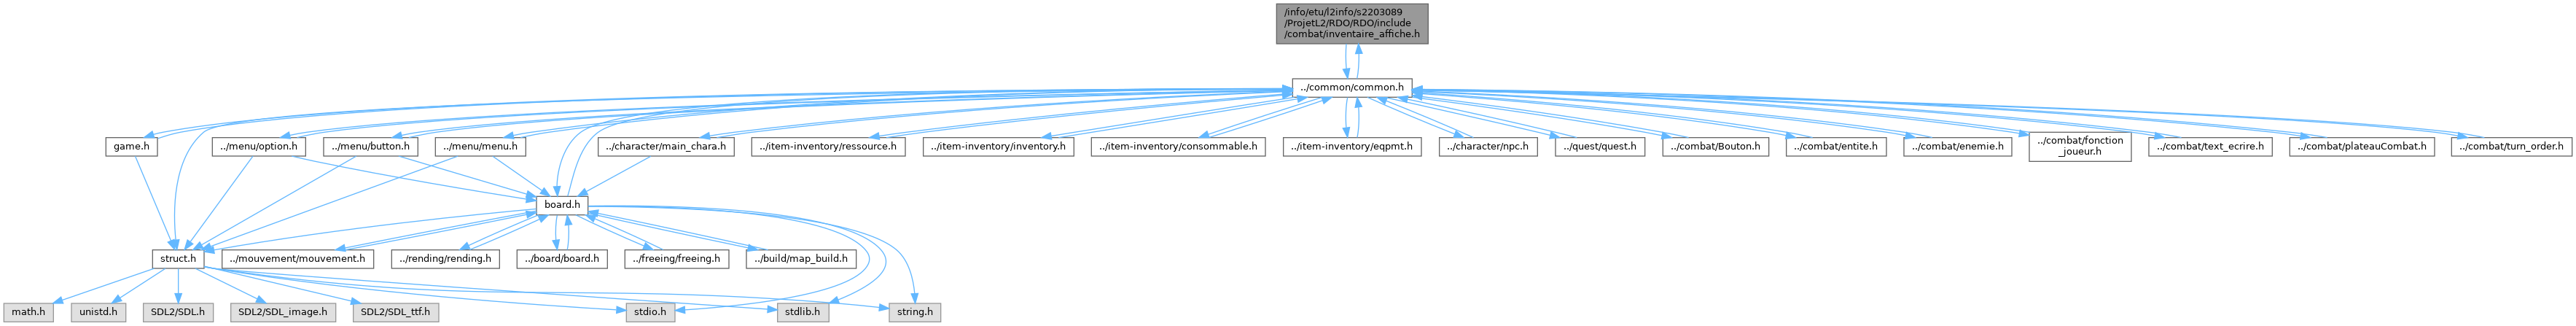 /info/etu/l2info/s2203089
/ProjetL2/RDO/RDO/include
/combat/inventaire_affiche.h
../common/common.h
game.h
../menu/option.h
../menu/button.h
../menu/menu.h
../character/main_chara.h
../item-inventory/ressource.h
../item-inventory/inventory.h
../item-inventory/consommable.h
../item-inventory/eqpmt.h
../character/npc.h
../quest/quest.h
../combat/Bouton.h
../combat/entite.h
../combat/enemie.h
../combat/fonction
_joueur.h
../combat/text_ecrire.h
../combat/plateauCombat.h
../combat/turn_order.h
board.h
struct.h
../mouvement/mouvement.h
../rending/rending.h
../board/board.h
../freeing/freeing.h
../build/map_build.h
math.h
unistd.h
SDL2/SDL.h
SDL2/SDL_image.h
SDL2/SDL_ttf.h
stdio.h
stdlib.h
string.h